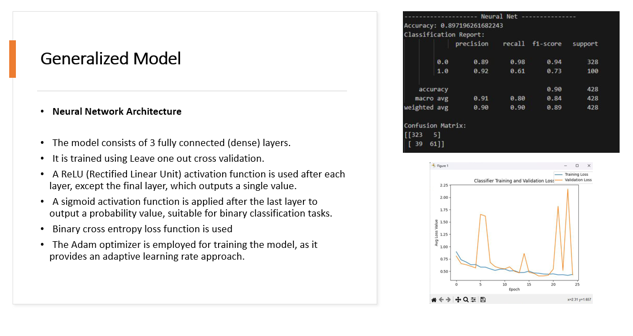 Generalized Model
• Neural Network Architecture
• The model consists of 3 fully connected (dense) layers.
• It is trained using Leave one out cross validation.
• A ReLU (Rectified Linear Unit) activation function is used after each
layer, except the final layer, which outputs a single value.
• A sigmoid activation function is applied after the last layer to
output a probability value, suitable for binary classification tasks.
• Binary cross entropy loss function is used
• The Adam optimizer is employed for training the model, as it
provides an adaptive learning rate approach.
-------------------- Neural Net ---------------
Accuracy: 0.897196261682243
Classification Report:
precision recall f1-score support
0.0 0.89 0.98 0.94 328
1.0 0.92 0.61 0.73 100
accuracy 0.90 428
macro avg 0.91 0.80 0.84 428
weighted avg 0.90 0.90 0.89 428
Confusion Matrix:
[[323 5]
[ 39 61]]
Figure 1
Classifier Training and Validation Loss
Training Loss
Validation Loss
2.25
2.00
1.75
1.50
1.25
1.00
0.75
0.50
Avg Loss Value
0 5 10 15 20 25
Epoch